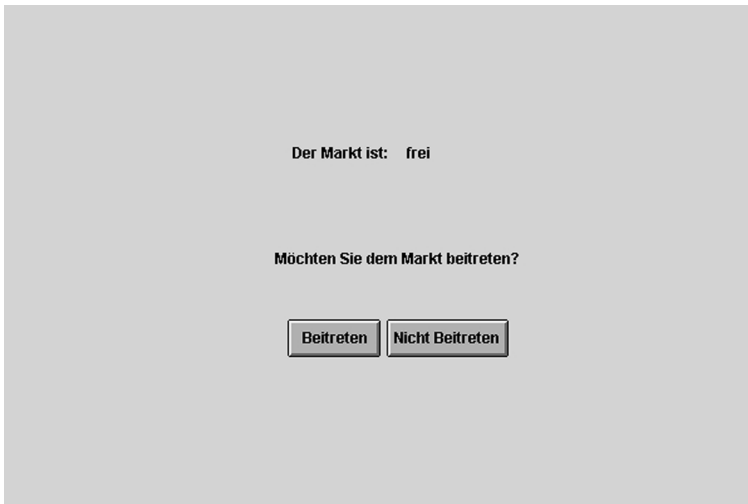 Der Markt ist: frei
Möchten Sie dem Markt beitreten?
Beitreten Nicht Beitreten